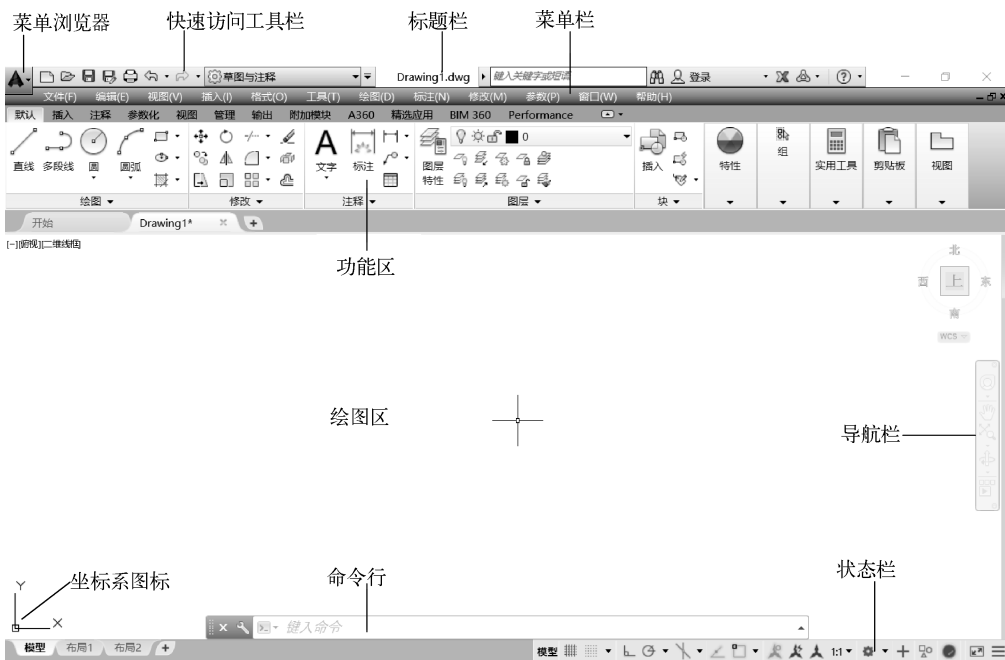 菜单浏览器 快速访问工具栏 标题栏 菜单栏
草图与注释 Drawing1.dwg 键入关键字或短语 登录
文件(F) 编辑(E) 视图(V) 插入(I) 格式(O) 工具(T) 绘图(D) 标注(N) 修改(M) 参数(P) 窗口(W) 帮助(H)
默认 插入 注释 参数化 视图 管理 输出 附加模块 A360 精选应用 BIM 360 Performance
0
直线 多段线 圆 圆弧 文字 标注 图层特性 插入 特性 组 实用工具 剪贴板 视图
绘图 修改 注释 图层 块
开始 Drawing1*
[-][俯视][二维线框]
功能区
北
西 上 东
南
WCS
绘图区
导航栏
Y 坐标系图标 命令行 状态栏
X
键入命令
模型 布局1 布局2 +
模型 1:1